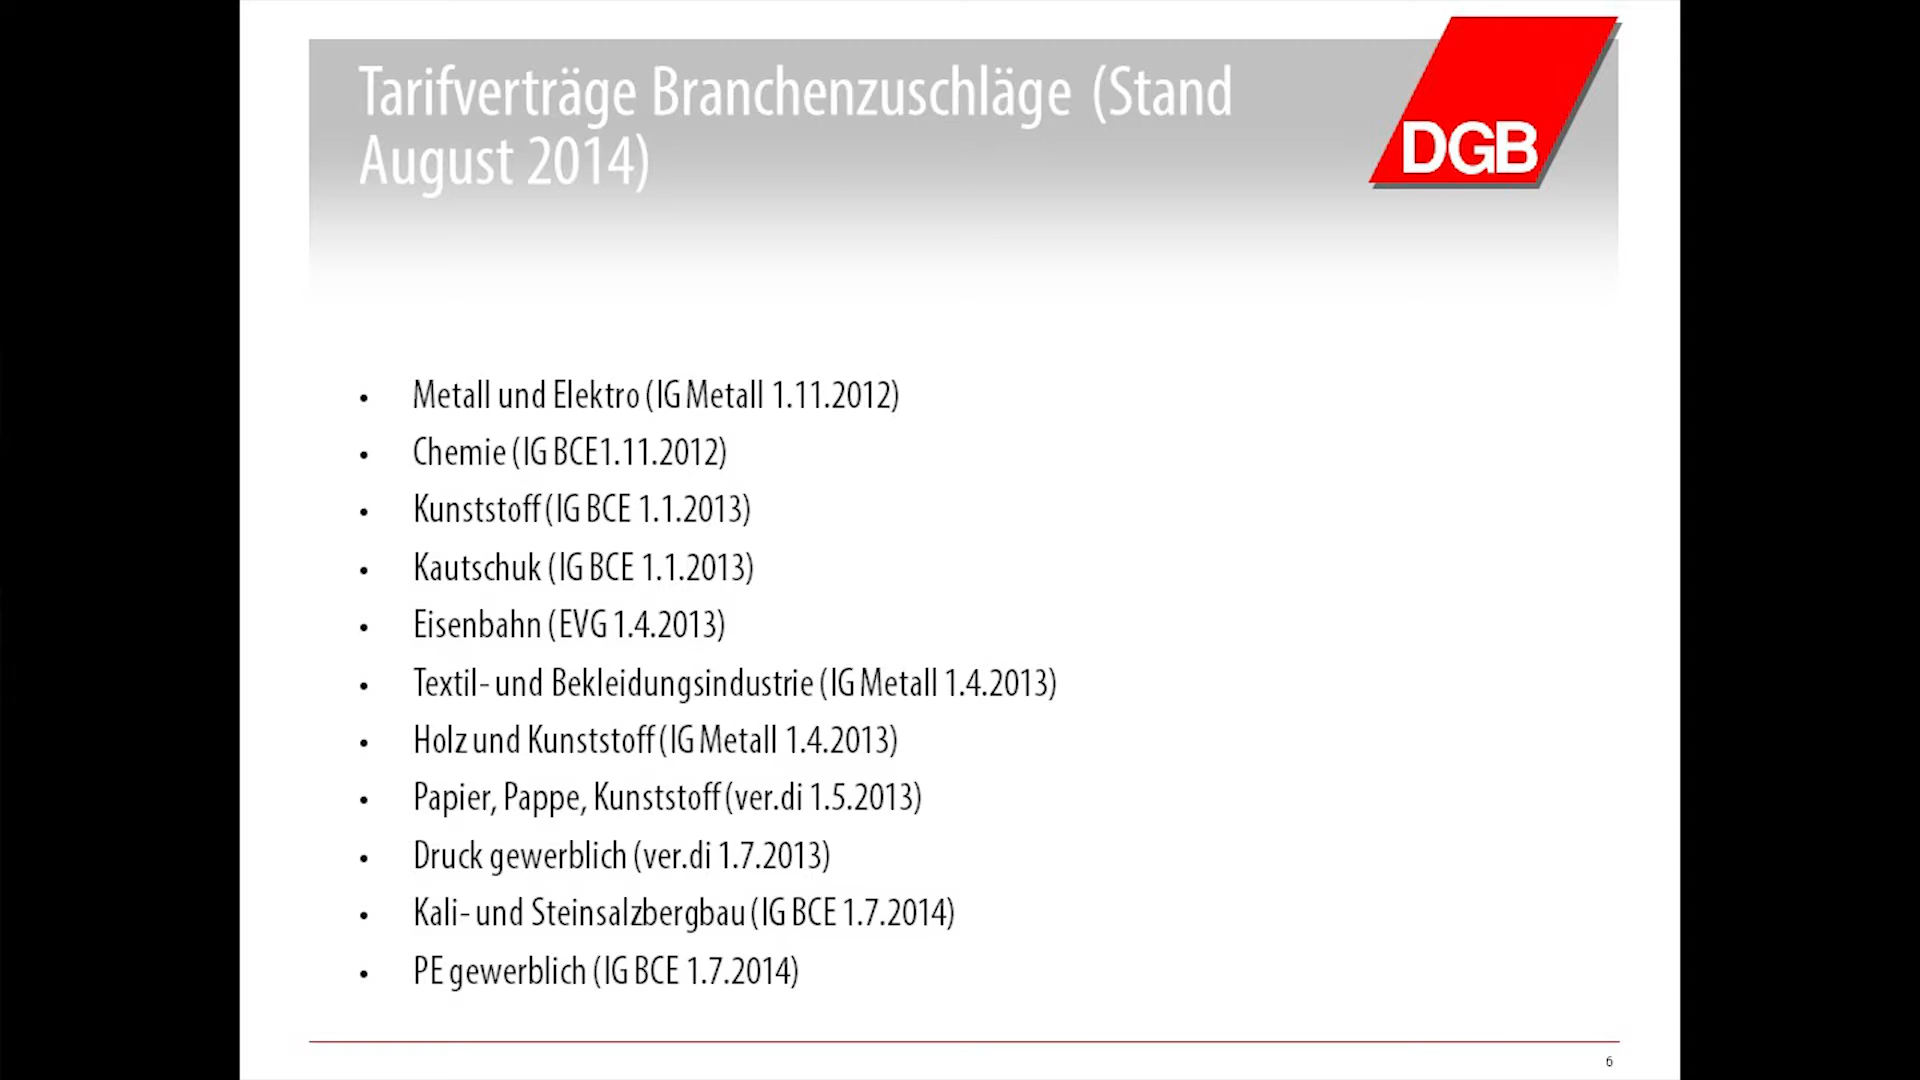 Tarifverträge Branchenzuschläge (Stand
August 2014)
DGB
• Metall und Elektro (IG Metall 1.11.2012)
• Chemie (IG BCE1.11.2012)
• Kunststoff (IG BCE 1.1.2013)
• Kautschuk (IG BCE 1.1.2013)
• Eisenbahn (EVG 1.4.2013)
• Textil- und Bekleidungsindustrie (IG Metall 1.4.2013)
• Holz und Kunststoff (IG Metall 1.4.2013)
• Papier, Pappe, Kunststoff (ver.di 1.5.2013)
• Druck gewerblich (ver.di 1.7.2013)
• Kali- und Steinsalzbergbau (IG BCE 1.7.2014)
• PE gewerblich (IG BCE 1.7.2014)
6